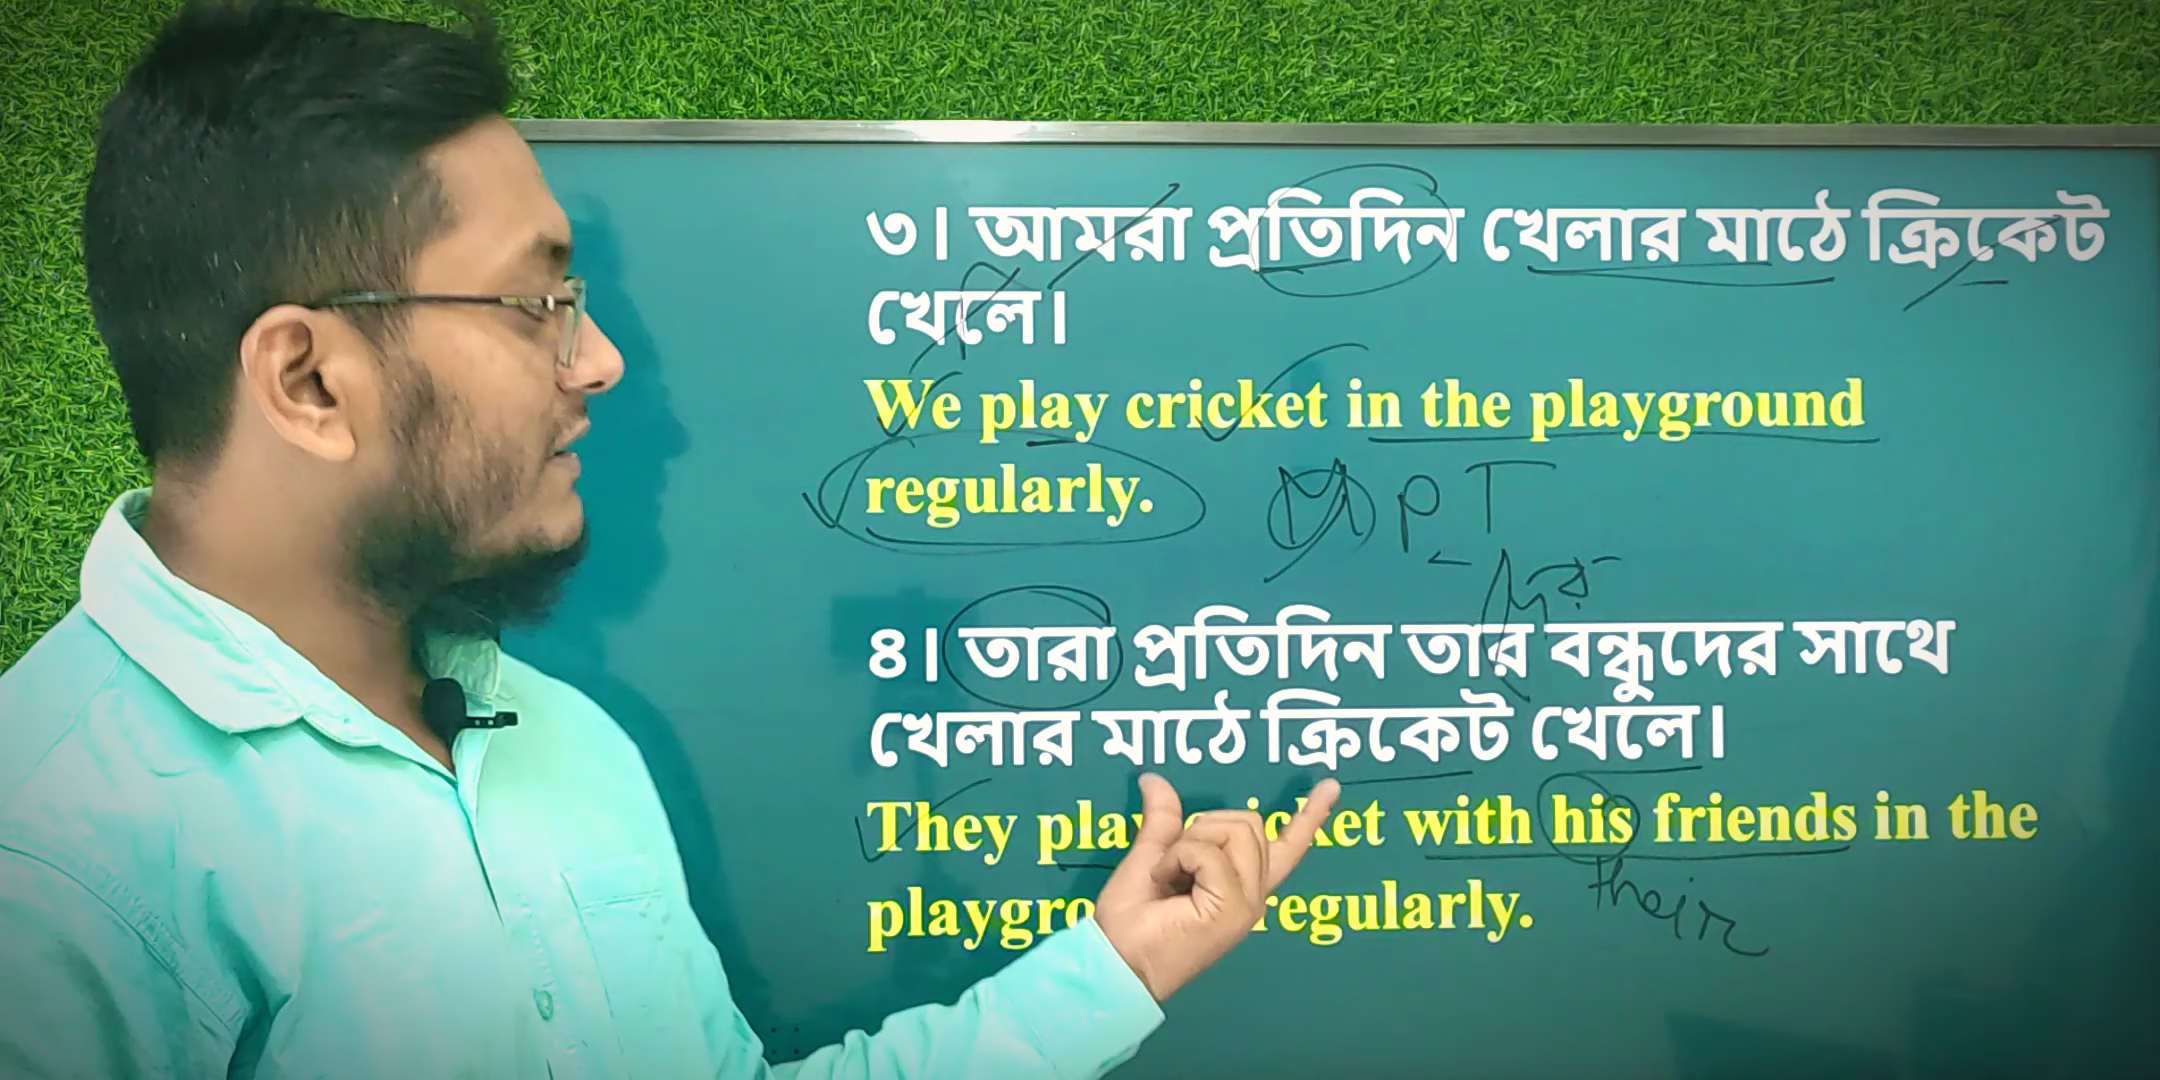 ৩। আমরা প্রতিদিন খেলার মাঠে ক্রিকেট
খেলে।
We play cricket in the playground
regularly.
M P T
দের
৪। তারা প্রতিদিন তার বন্ধুদের সাথে
খেলার মাঠে ক্রিকেট খেলে।
They with his friends in the
regularly.
their